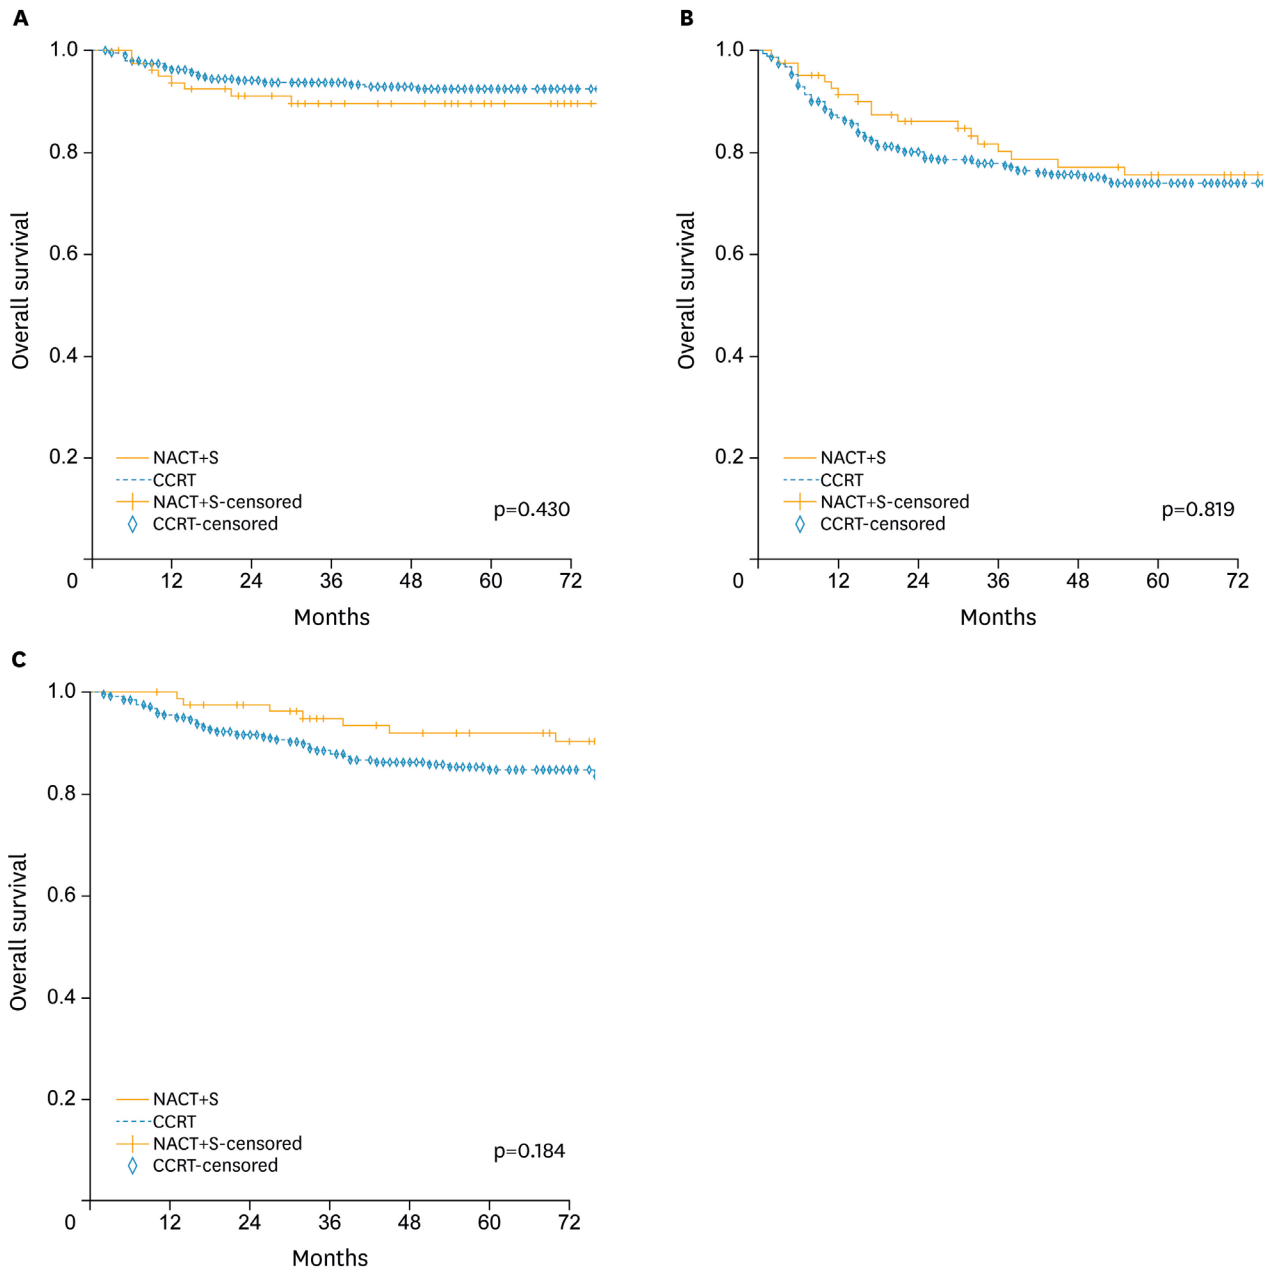 A
1.0
0.8
0.6
0.4
0.2
0
Overall survival
NACT+S
CCRT
NACT+S-censored
CCRT-censored
p=0.430
12 24 36 48 60 72
Months
B
1.0
0.8
0.6
0.4
0.2
0
Overall survival
NACT+S
CCRT
NACT+S-censored
CCRT-censored
p=0.819
12 24 36 48 60 72
Months
C
1.0
0.8
0.6
0.4
0.2
0
Overall survival
NACT+S
CCRT
NACT+S-censored
CCRT-censored
p=0.184
12 24 36 48 60 72
Months